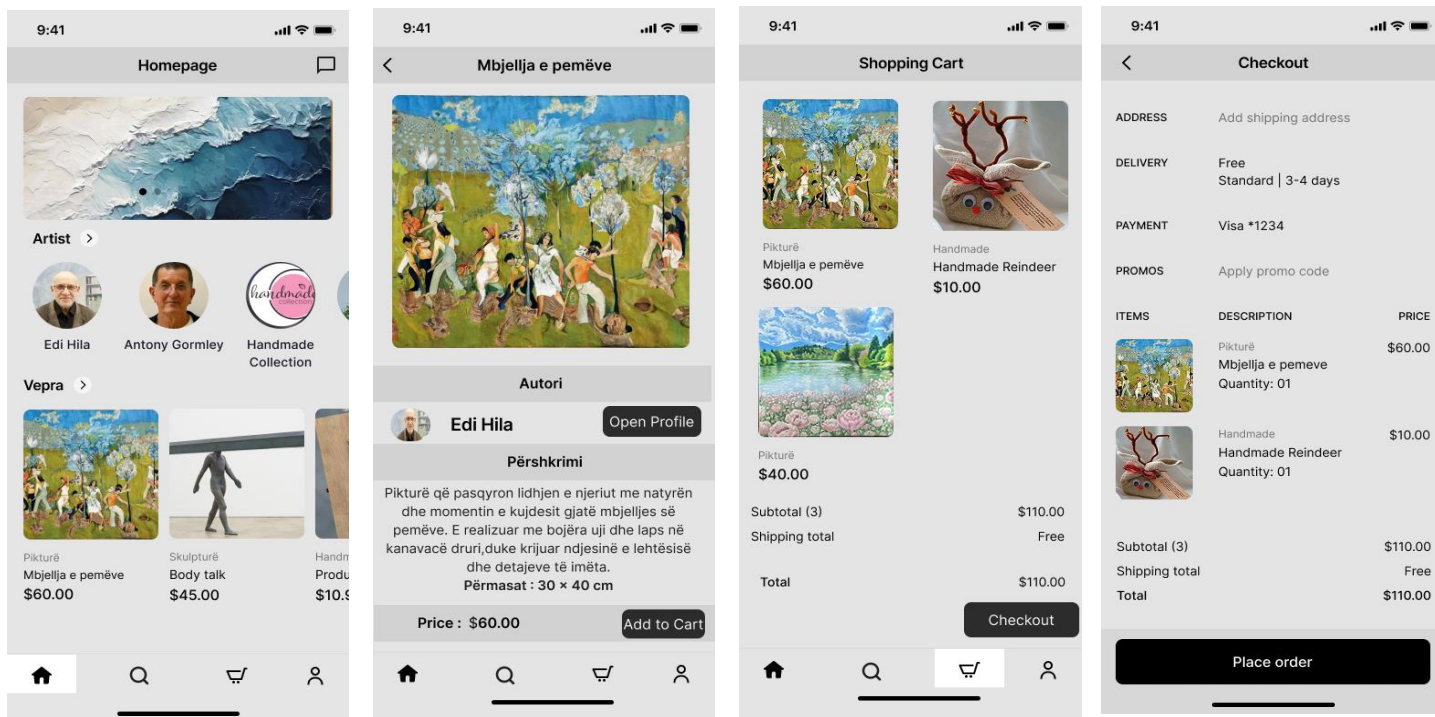 9:41
Homepage
Artist
Edi Hila
Antony Gormley
handmade
collection
Handmade
Collection
Vepra
Pikturë
Mbjellja e pemëve
$60.00
Skulpturë
Body talk
$45.00
Handm
Produ
$10.9
9:41
Mbjellja e pemëve
Autori
Edi Hila
Open Profile
Përshkrimi
Pikturë që pasqyron lidhjen e njeriut me natyrën
dhe momentin e kujdesit gjatë mbjelljes së
pemëve. E realizuar me bojëra uji dhe laps në
kanavacë druri,duke krijuar ndjesinë e lehtësisë
dhe detajeve të imëta.
Përmasat : 30 × 40 cm
Price : $60.00
Add to Cart
9:41
Shopping Cart
Pikturë
Mbjellja e pemëve
$60.00
Handmade
Handmade Reindeer
$10.00
Pikturë
$40.00
Subtotal (3) $110.00
Shipping total Free
Total $110.00
Checkout
9:41
Checkout
ADDRESS Add shipping address
DELIVERY Free
Standard | 3-4 days
PAYMENT Visa *1234
PROMOS Apply promo code
ITEMS DESCRIPTION PRICE
Pikturë $60.00
Mbjellja e pemeve
Quantity: 01
Handmade $10.00
Handmade Reindeer
Quantity: 01
Subtotal (3) $110.00
Shipping total Free
Total $110.00
Place order